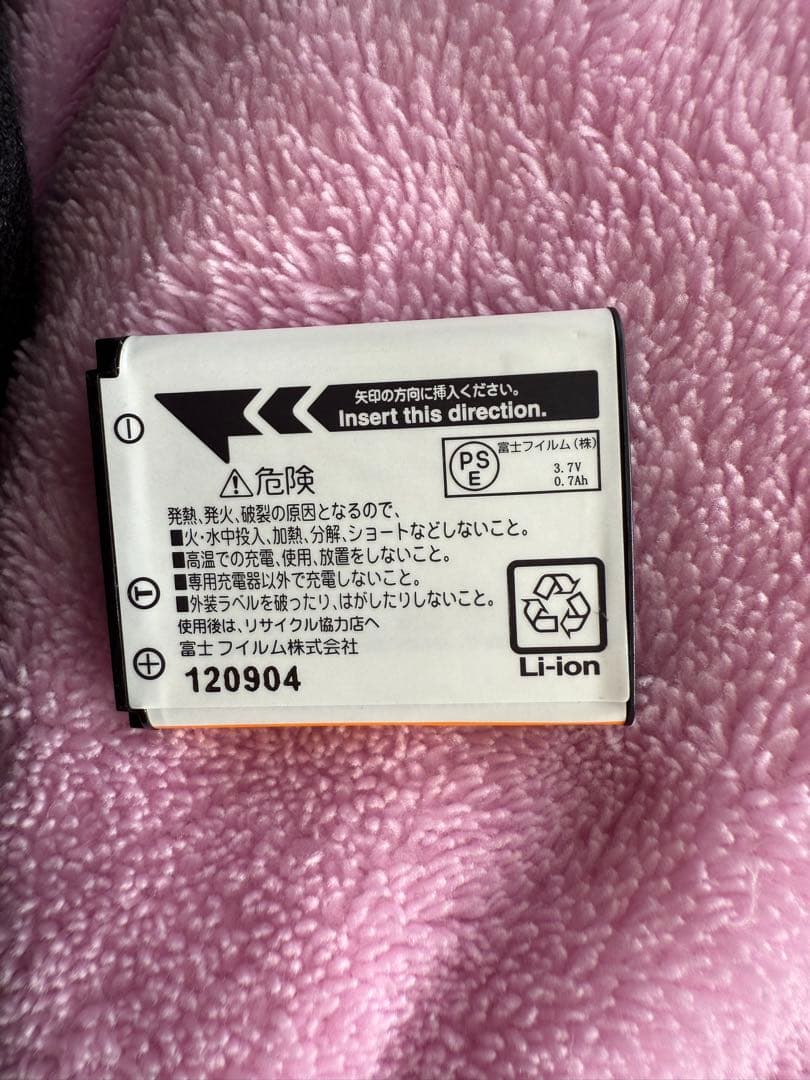 矢印の方向に挿入ください。
Insert this direction.
PS
E
富士フイルム(株)
3.7V
0.7Ah
⚠危険
発熱、発火、破裂の原因となるので、
■火・水中投入、加熱、分解、ショートなどしないこと。
■高温での充電、使用、放置をしないこと。
■専用充電器以外で充電しないこと。
■外装ラベルを破ったり、はがしたりしないこと。
使用後は、リサイクル協力店へ
富士フイルム株式会社
120904
Li-ion
⊖
Ⓣ
⊕